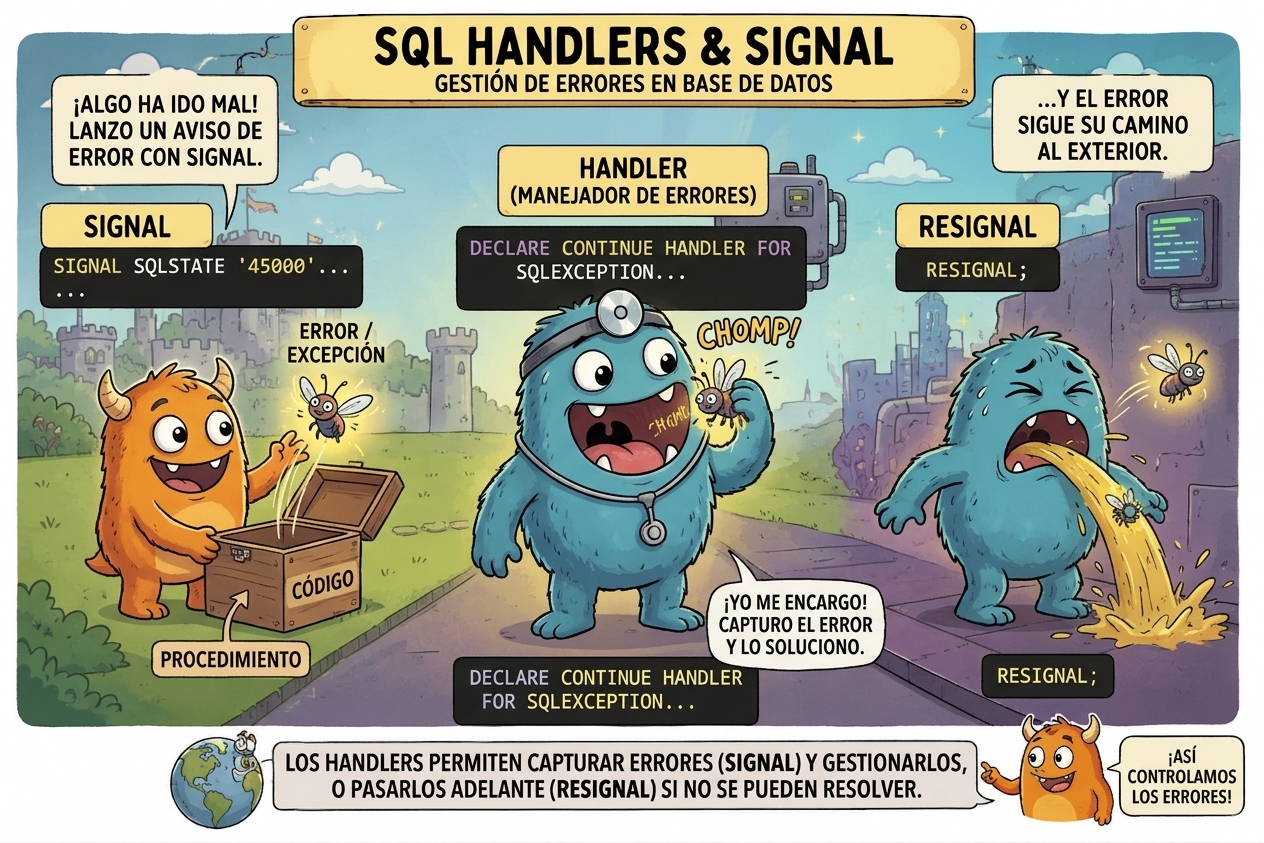 SQL HANDLERS & SIGNAL
GESTIÓN DE ERRORES EN BASE DE DATOS
¡ALGO HA IDO MAL!
LANZO UN AVISO DE
ERROR CON SIGNAL.
SIGNAL
SIGNAL SQLSTATE '45000'...
...
ERROR /
EXCEPCIÓN
CÓDIGO
PROCEDIMIENTO
HANDLER
(MANEJADOR DE ERRORES)
DECLARE CONTINUE HANDLER FOR
SQLEXCEPTION...
CHOMP!
¡YO ME ENCARGO!
CAPTURO EL ERROR
Y LO SOLUCIONO.
DECLARE CONTINUE HANDLER
FOR SQLEXCEPTION...
...Y EL ERROR
SIGUE SU CAMINO
AL EXTERIOR.
RESIGNAL
RESIGNAL;
RESIGNAL;
LOS HANDLERS PERMITEN CAPTURAR ERRORES (SIGNAL) Y GESTIONARLOS,
O PASARLOS ADELANTE (RESIGNAL) SI NO SE PUEDEN RESOLVER.
¡ASÍ
CONTROLAMOS
LOS ERRORES!